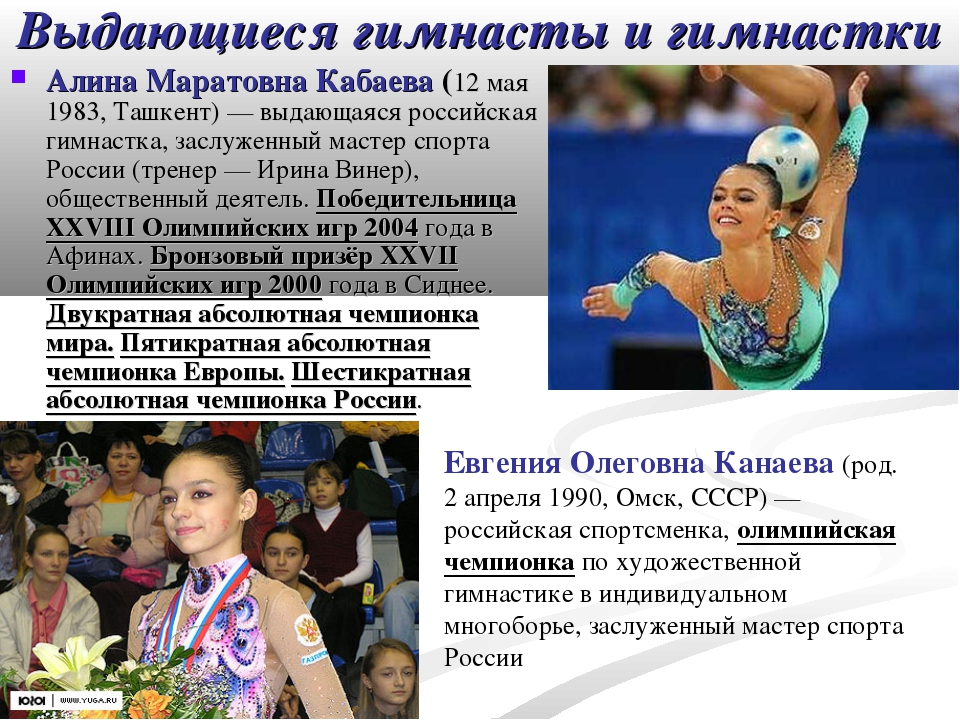 Выдающиеся гимнасты и гимнастки
Алина Маратовна Кабаева (12 мая
1983, Ташкент) — выдающаяся российская
гимнастка, заслуженный мастер спорта
России (тренер — Ирина Винер),
общественный деятель. Победительница
XXVIII Олимпийских игр 2004 года в
Афинах. Бронзовый призёр XXVII
Олимпийских игр 2000 года в Сиднее.
Двукратная абсолютная чемпионка
мира. Пятикратная абсолютная
чемпионка Европы. Шестикратная
абсолютная чемпионка России.
Евгения Олеговна Канаева (род.
2 апреля 1990, Омск, СССР) —
российская спортсменка, олимпийская
чемпионка по художественной
гимнастике в индивидуальном
многоборье, заслуженный мастер спорта
России
ГАЗПРОМ
WWW.YUGA.RU